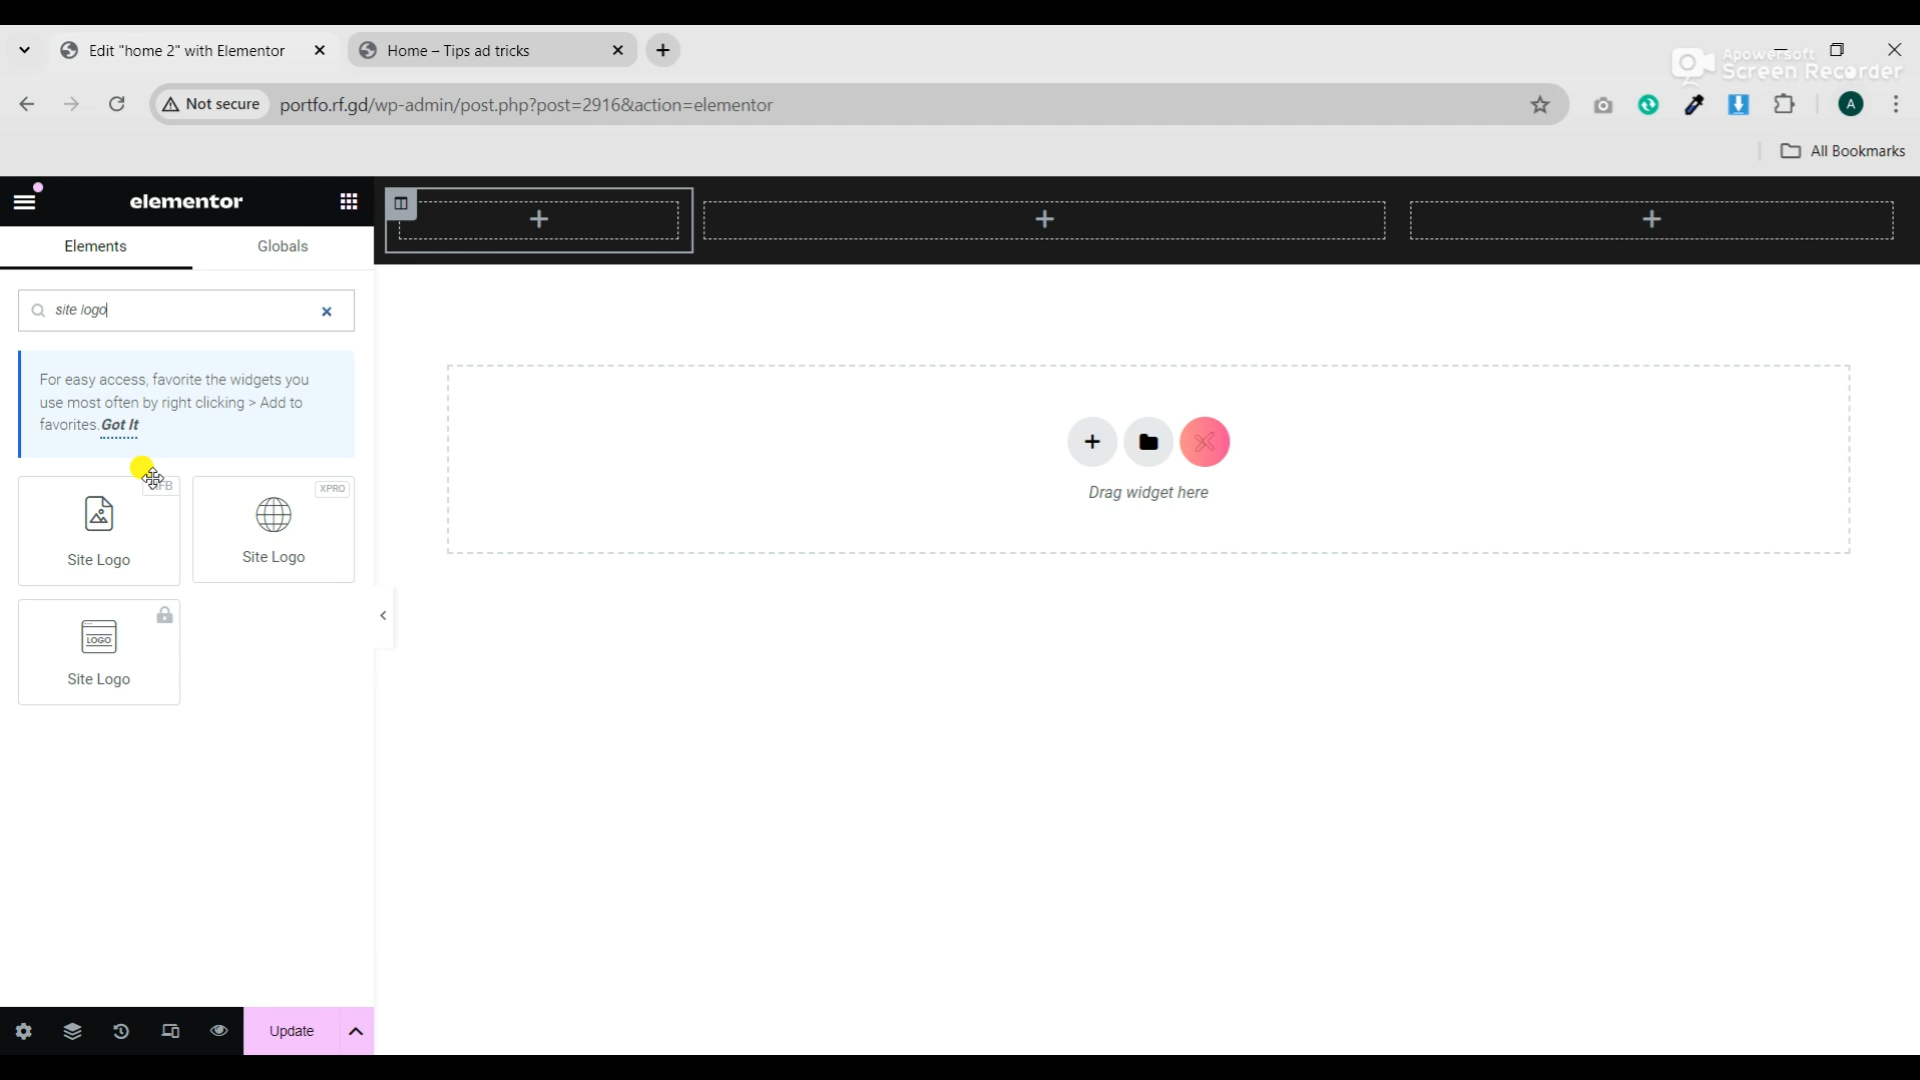 Edit "home 2" with Elementor
Home – Tips ad tricks
Apowersoft
Screen Recorder
Not secure
portfo.rf.gd/wp-admin/post.php?post=2916&action=elementor
A
All Bookmarks
elementor
Elements
Globals
site logo
For easy access, favorite the widgets you
use most often by right clicking > Add to
favorites. Got It
XPRO
Site Logo
Site Logo
LOGO
Site Logo
Drag widget here
Update